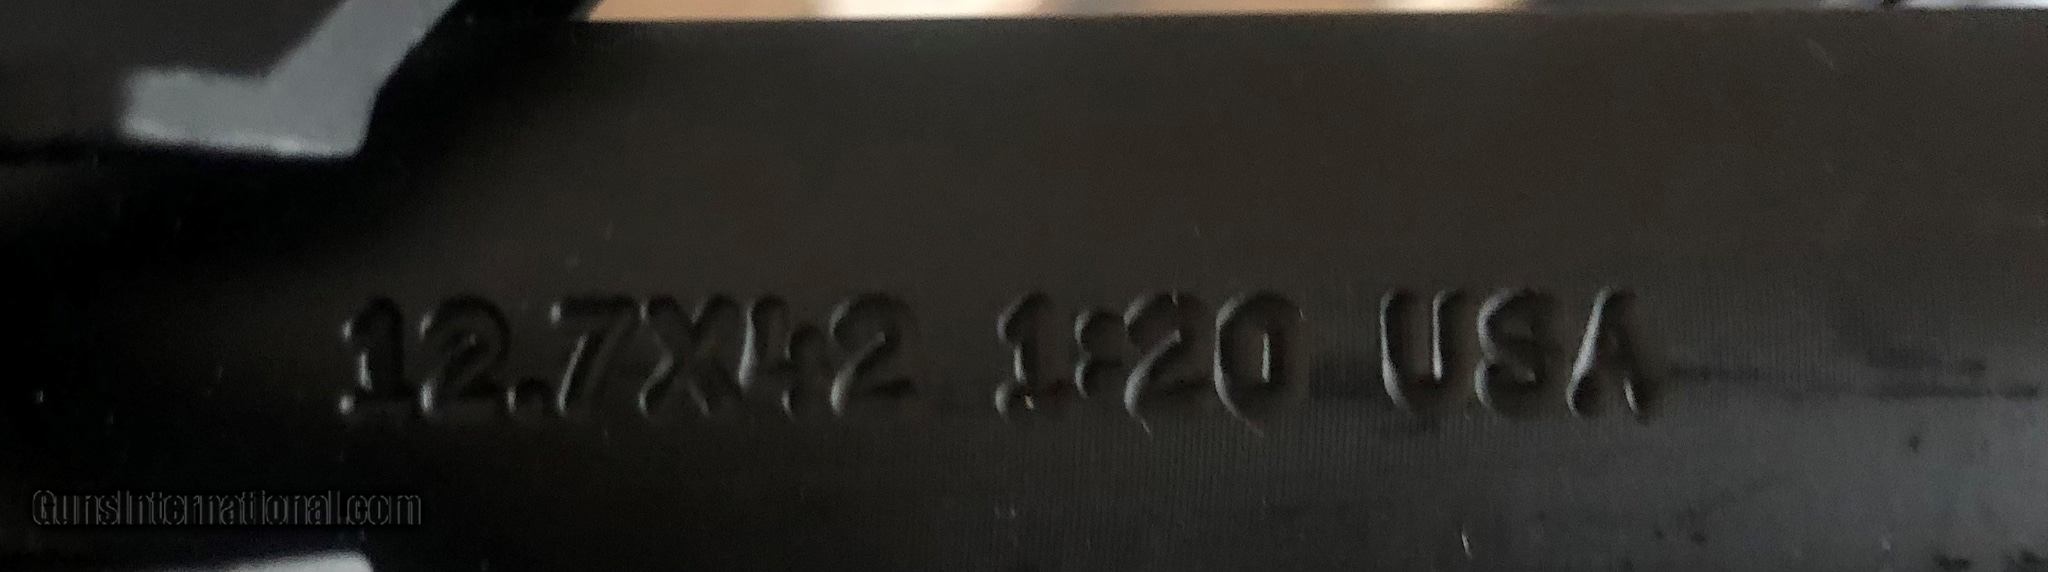 12.7X42 1:20 USA
GunsInternational.com